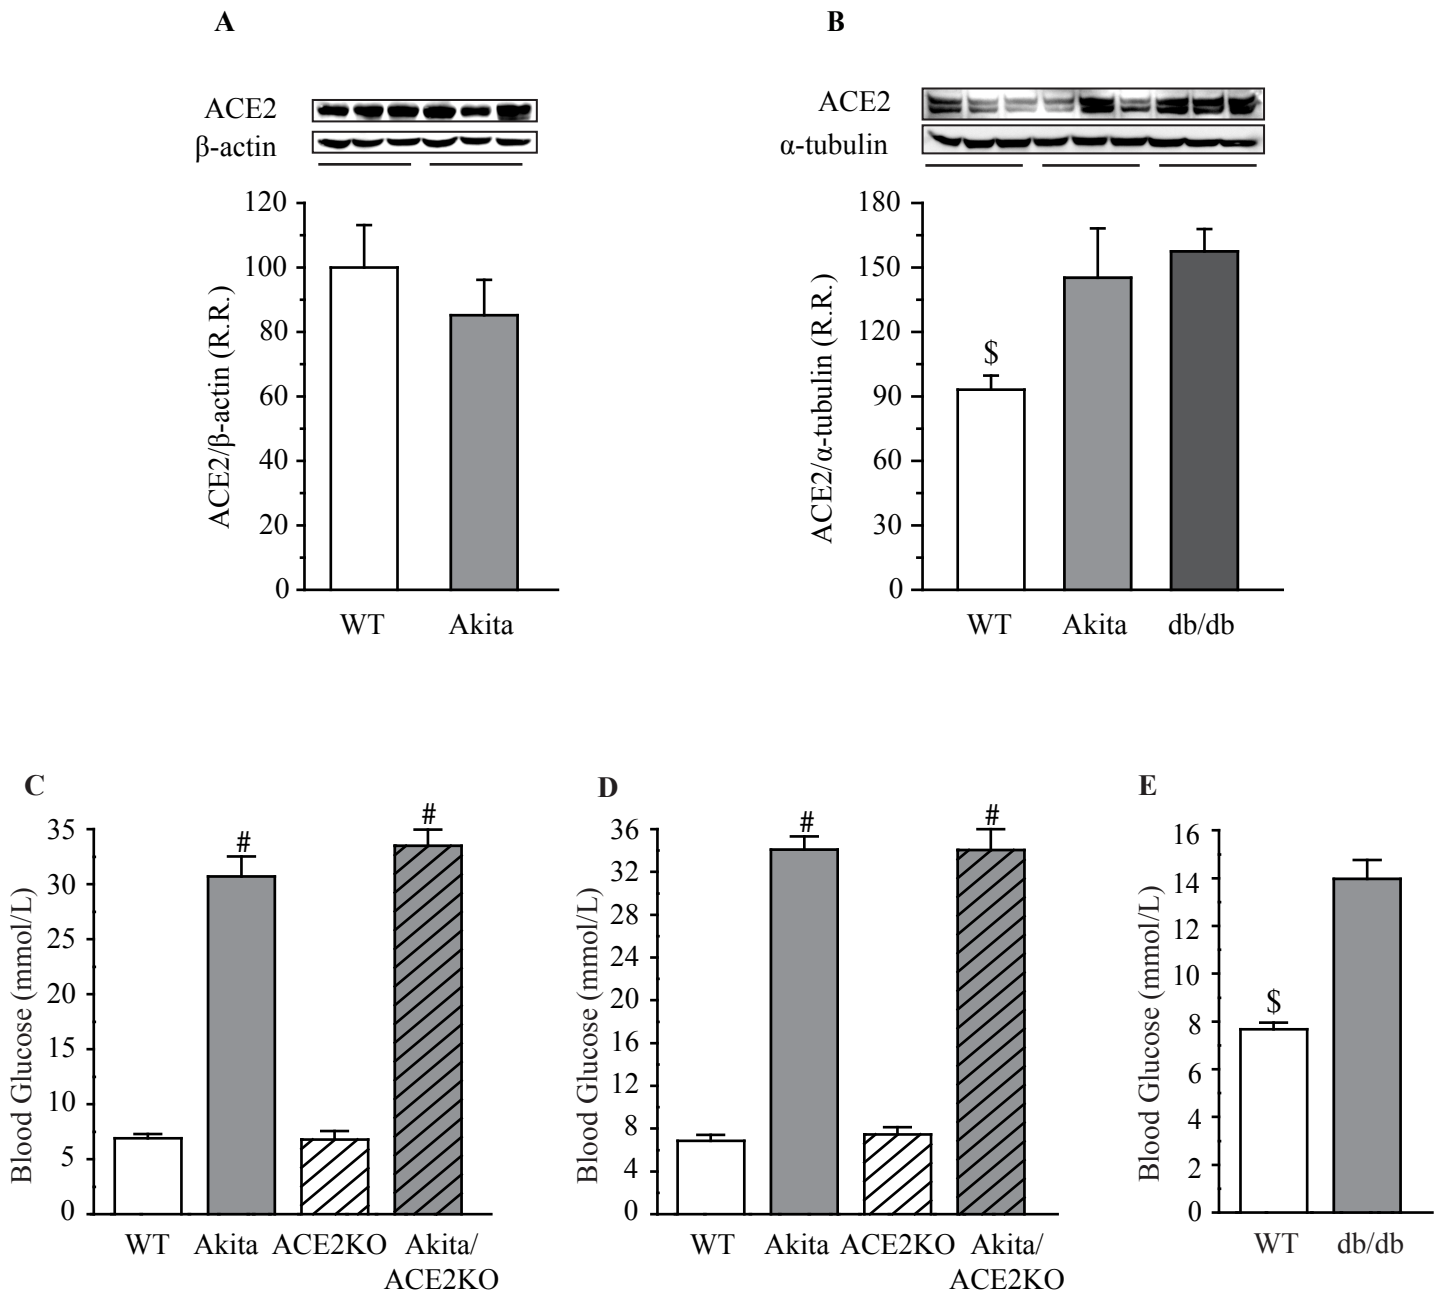 A
ACE2
β-actin
ACE2/β-actin (R.R.)
120
100
80
60
40
20
0
WT Akita
B
ACE2
α-tubulin
ACE2/α-tubulin (R.R.)
180
150
120
90
60
30
0
$
WT Akita db/db
C
Blood Glucose (mmol/L)
35
30
25
20
15
10
5
0
# #
WT Akita ACE2KO Akita/
ACE2KO
D
Blood Glucose (mmol/L)
36
32
28
24
20
16
12
8
4
0
# #
WT Akita ACE2KO Akita/
ACE2KO
E
Blood Glucose (mmol/L)
16
14
12
10
8
6
4
2
0
$
WT db/db